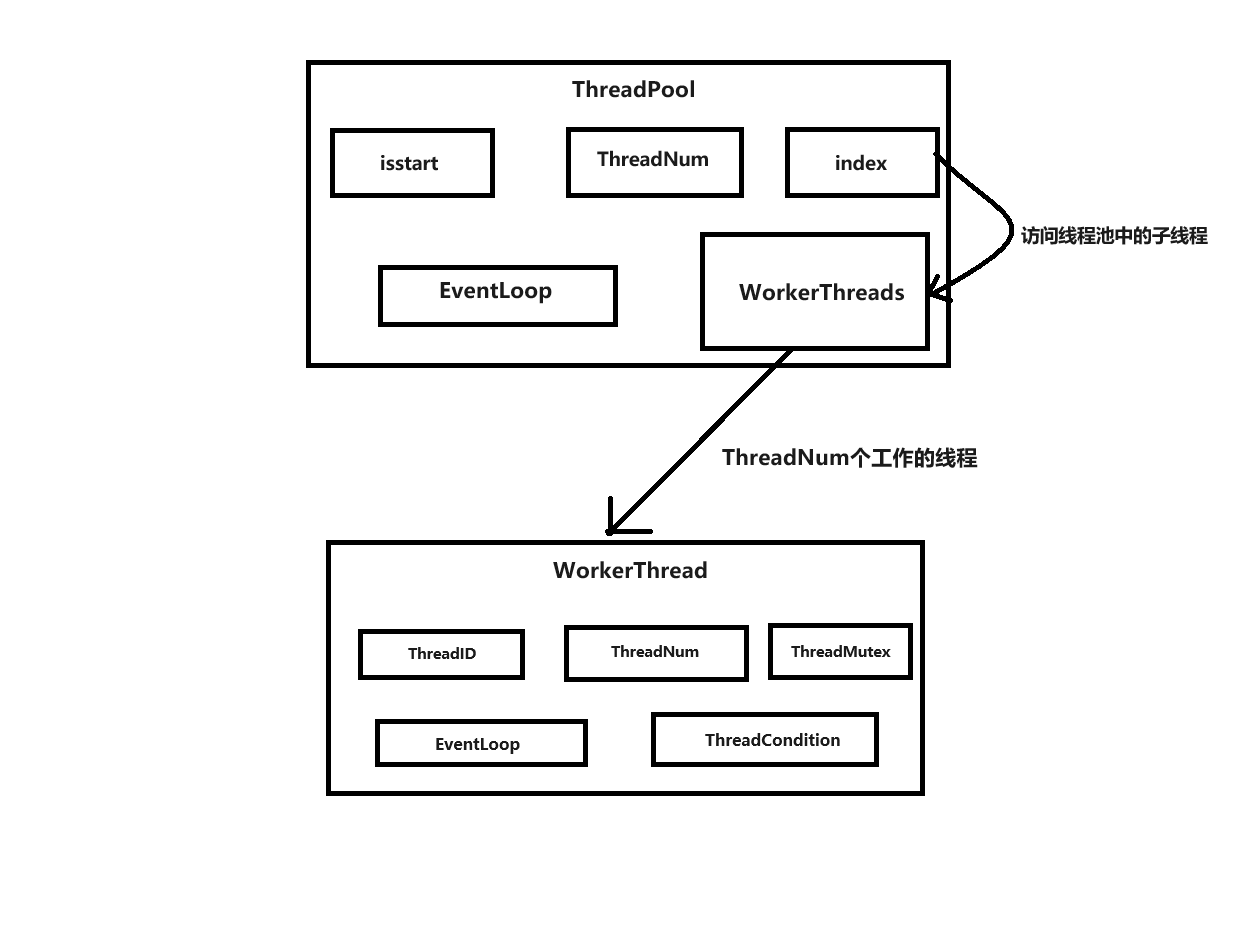 ThreadPool
isstart
ThreadNum
index
访问线程池中的子线程
EventLoop
WorkerThreads
ThreadNum个工作的线程
WorkerThread
ThreadID
ThreadNum
ThreadMutex
EventLoop
ThreadCondition